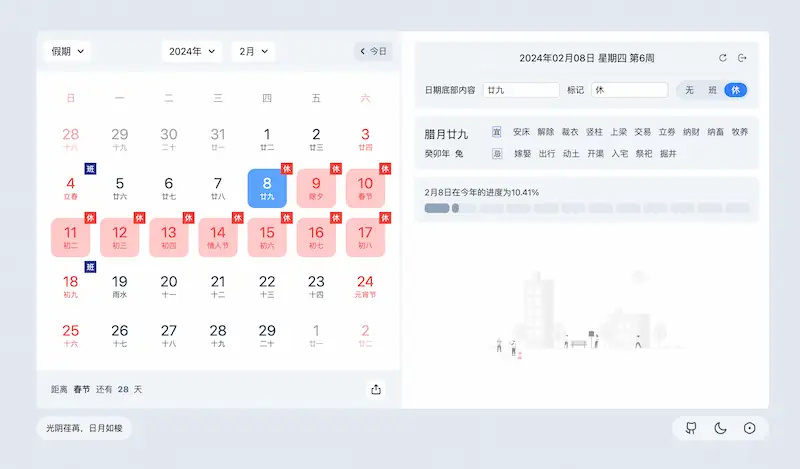 假期
2024年
2月
今日
日 一 二 三 四 五 六
28 29 30 31 1 2 3
十八 十九 二十 廿一 廿二 廿三 廿四
班 休 休 休
4 5 6 7 8 9 10
立春 廿六 廿七 廿八 廿九 除夕 春节
休 休 休 休 休 休 休
11 12 13 14 15 16 17
初二 初三 初四 情人节 初六 初七 初八
班
18 19 20 21 22 23 24
初九 雨水 十一 十二 十三 十四 元宵节
25 26 27 28 29 1 2
十六 十七 十八 十九 二十 廿一 廿二
距离 春节 还有 28 天
光阴荏苒,日月如梭
2024年02月08日 星期四 第6周
日期底部内容 廿九 标记 休 无 班 休
腊月廿九 宜 安床 解除 裁衣 竖柱 上梁 交易 立券 纳财 纳畜 牧养
癸卯年 兔 忌 嫁娶 出行 动土 开渠 入宅 祭祀 掘井
2月8日在今年的进度为10.41%